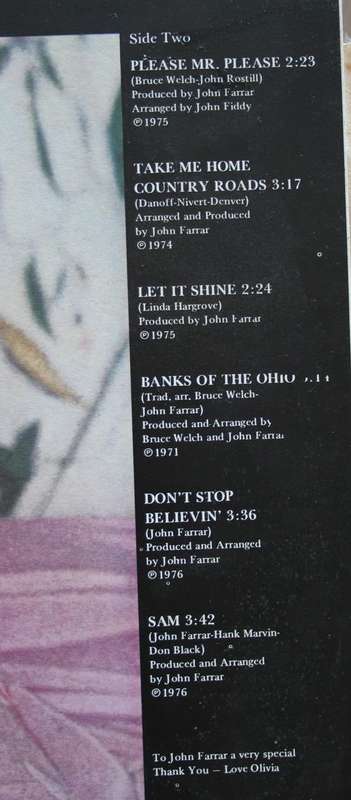 Side Two
PLEASE MR. PLEASE 2:23
(Bruce Welch-John Rostill)
Produced by John Farrar
Arranged by John Fiddy
℗1975
TAKE ME HOME
COUNTRY ROADS 3:17
(Danoff-Nivert-Denver)
Arranged and Produced
by John Farrar
℗1974
LET IT SHINE 2:24
(Linda Hargrove)
Produced by John Farrar
℗1975
BANKS OF THE OHIO
(Trad. arr. Bruce Welch-
John Farrar)
Produced and Arranged by
Bruce Welch and John Farrar
℗1971
DON'T STOP
BELIEVIN' 3:36
(John Farrar)
Produced and Arranged
by John Farrar
℗1976
SAM 3:42
(John Farrar-Hank Marvin-
Don Black)
Produced and Arranged
by John Farrar
℗1976
To John Farrar a very special
Thank You — Love Olivia